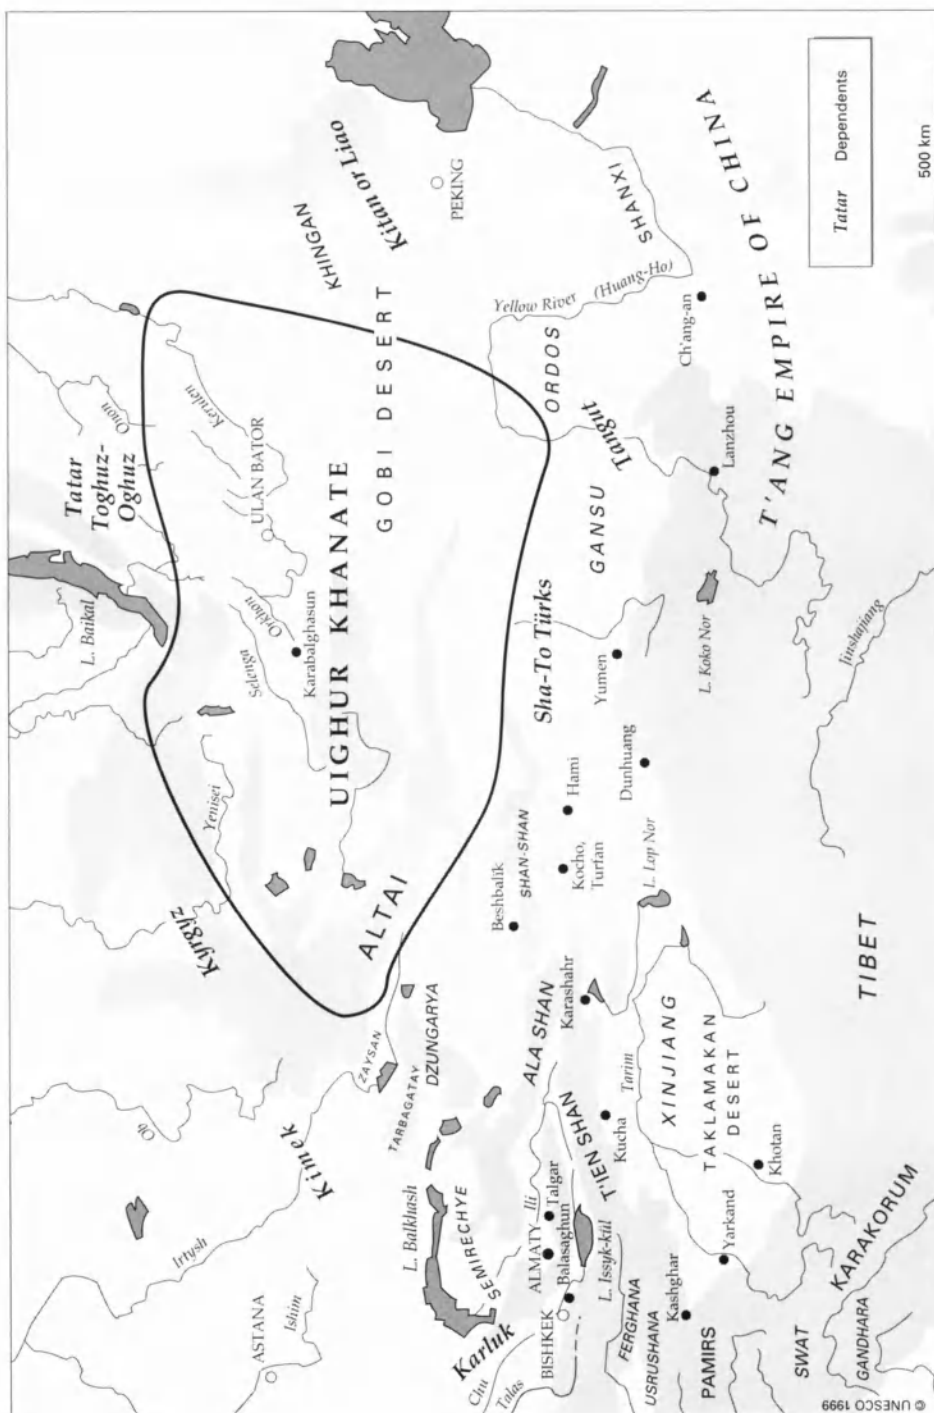 Tatar Dependents
500 km
© UNESCO 1999
UIGHUR KHANATE
T'ANG EMPIRE OF CHINA
Tatar
Toghuz-
Oghuz
Kitan or Liao
KHINGAN
PEKING
GOBI DESERT
Onon
Kerulen
ULAN BATOR
L. Baikal
Selenga
Orkhon
Karabalghasun
Yenisei
Kyrgyz
ALTAI
Yellow River (Huang-Ho)
SHANXI
ORDOS
Tangut
Ch'ang-an
Lanzhou
GANSU
Sha-To Türks
Yumen
L. Koko Nor
Jinshajiang
Dunhuang
Hami
Kocho,
Turfan
SHAN-SHAN
Beshbalik
L. Lop Nor
TIBET
Ob
Irtysh
Kimek
ZAYSAN
TARBAGATAY
DZUNGARYA
ALA SHAN
Karashahr
Tarim
XINJIANG
TAKLAMAKAN
DESERT
Kucha
Khotan
T'IEN SHAN
L. Balkhash
SEMIRECHYE
Ili
Talgar
ALMATY
Balasaghun
L. Issyk-kül
ASTANA
Ishim
Karluk
Chu
Talas
BISHKEK
FERGHANA
USRUSHANA
Kashghar
Yarkand
PAMIRS
SWAT
GANDHARA
KARAKORUM